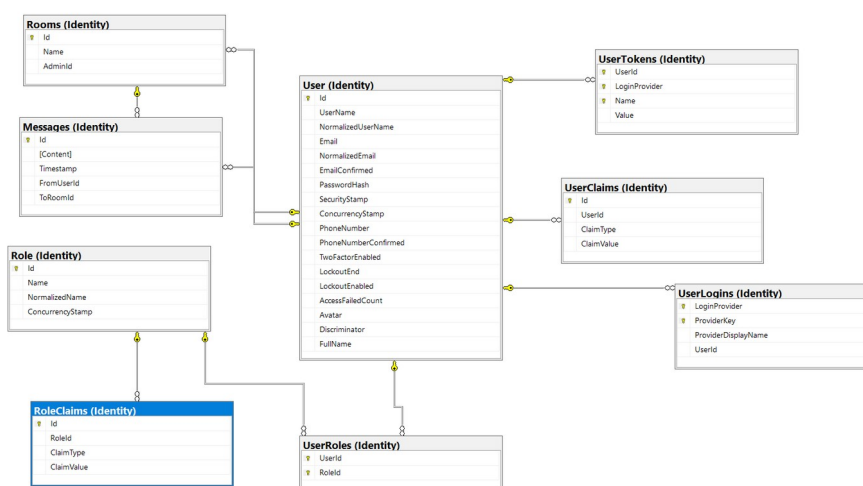 Rooms (Identity)
Id
Name
AdminId
Messages (Identity)
Id
[Content]
Timestamp
FromUserId
ToRoomId
Role (Identity)
Id
Name
NormalizedName
ConcurrencyStamp
RoleClaims (Identity)
Id
RoleId
ClaimType
ClaimValue
User (Identity)
Id
UserName
NormalizedUserName
Email
NormalizedEmail
EmailConfirmed
PasswordHash
SecurityStamp
ConcurrencyStamp
PhoneNumber
PhoneNumberConfirmed
TwoFactorEnabled
LockoutEnd
LockoutEnabled
AccessFailedCount
Avatar
Discriminator
FullName
UserRoles (Identity)
UserId
RoleId
UserTokens (Identity)
UserId
LoginProvider
Name
Value
UserClaims (Identity)
Id
UserId
ClaimType
ClaimValue
UserLogins (Identity)
LoginProvider
ProviderKey
ProviderDisplayName
UserId